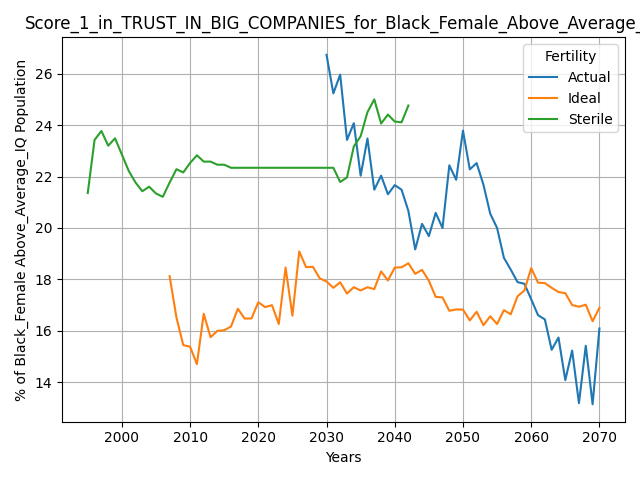 Score_1_in_TRUST_IN_BIG_COMPANIES_for_Black_Female_Above_Average_
Fertility
Actual
Ideal
Sterile
% of Black_Female Above_Average_IQ Population
26
24
22
20
18
16
14
2000
2010
2020
2030
2040
2050
2060
2070
Years